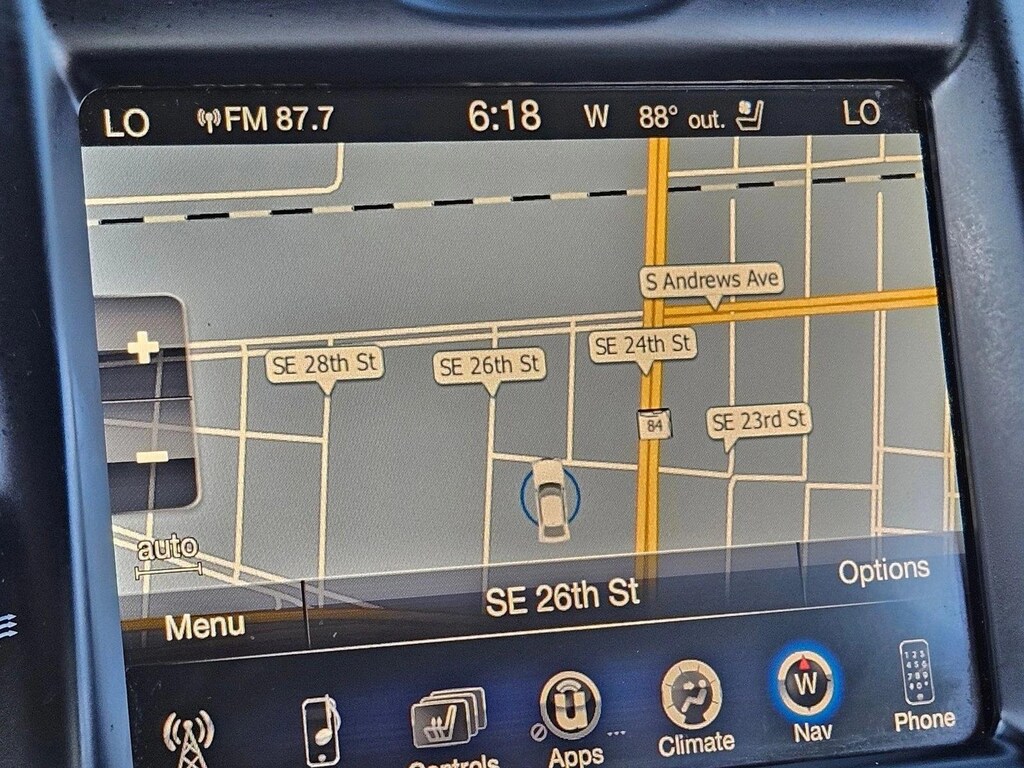 LO FM 87.7 6:18 W 88° out. LO
S Andrews Ave
SE 28th St
SE 26th St
SE 24th St
84
SE 23rd St
auto
Menu
SE 26th St
Options
Controls
Apps
Climate
W
Nav
Phone